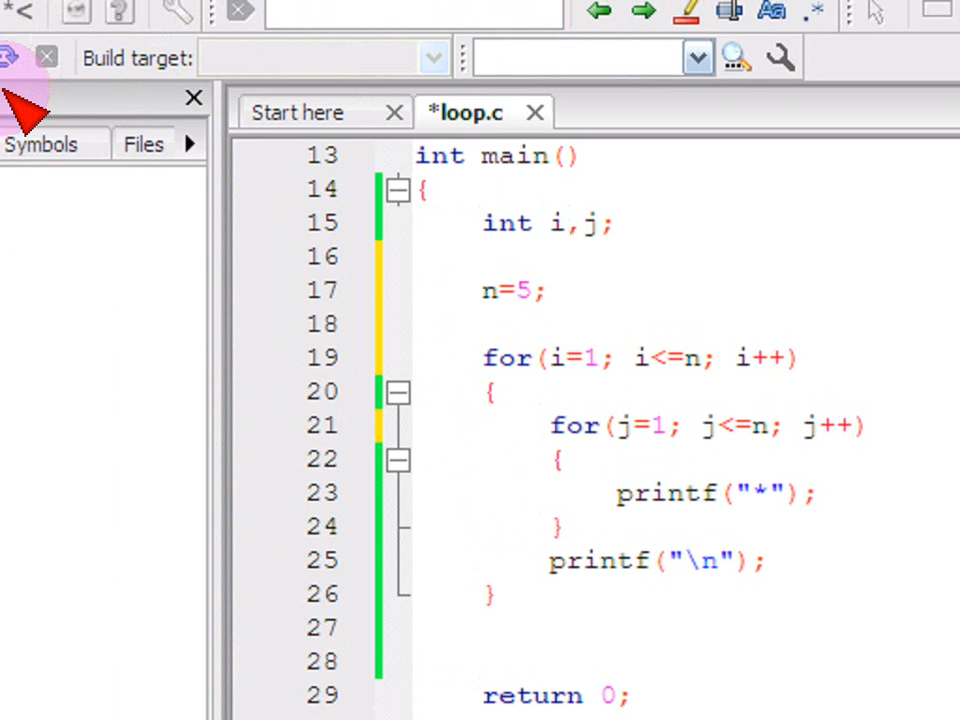 Build target:
Start here
*loop.c
Symbols
Files
13 int main()
14 {
15 int i,j;
16
17 n=5;
18
19 for(i=1; i<=n; i++)
20 {
21 for(j=1; j<=n; j++)
22 {
23 printf("*");
24 }
25 printf("\n");
26 }
27
28
29 return 0;